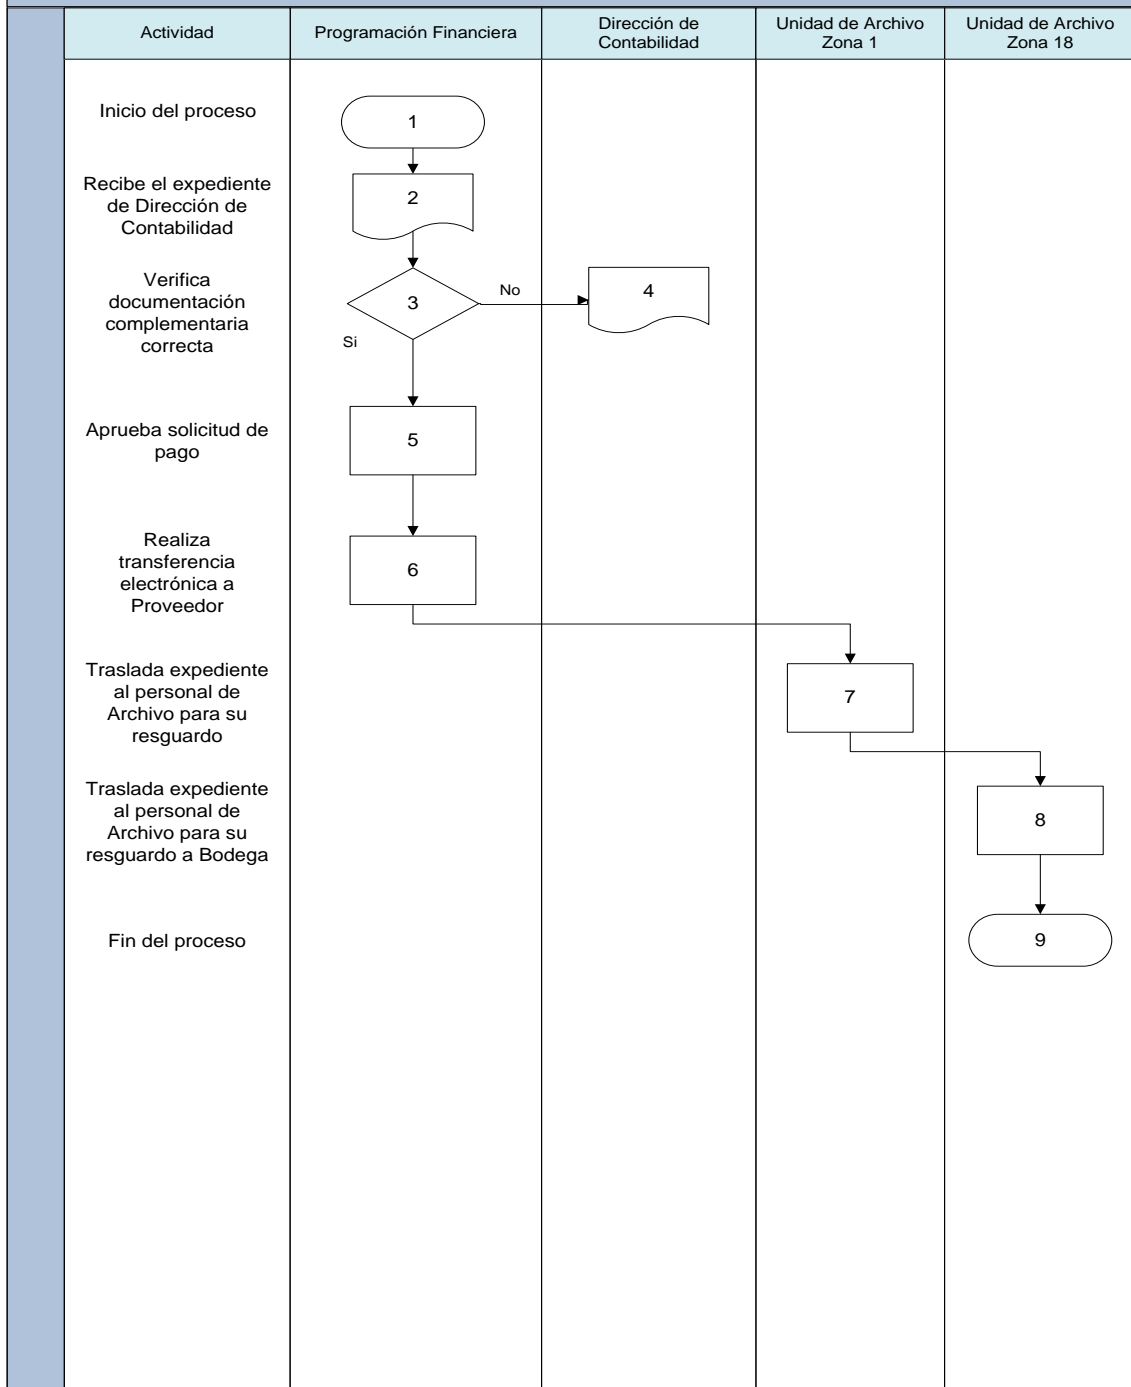 Actividad
Programación Financiera
Dirección de
Contabilidad
Unidad de Archivo
Zona 1
Unidad de Archivo
Zona 18
Inicio del proceso
1
Recibe el expediente
de Dirección de
Contabilidad
2
Verifica
documentación
complementaria
correcta
3
No
4
Si
Aprueba solicitud de
pago
5
Realiza
transferencia
electrónica a
Proveedor
6
Traslada expediente
al personal de
Archivo para su
resguardo
7
Traslada expediente
al personal de
Archivo para su
resguardo a Bodega
8
Fin del proceso
9